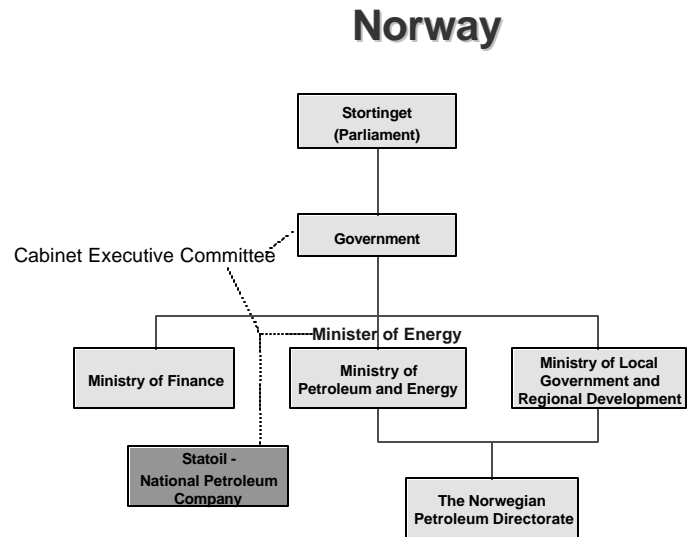 Norway
Stortinget
(Parliament)
Government
Cabinet Executive Committee
Minister of Energy
Ministry of Finance
Ministry of
Petroleum and Energy
Ministry of Local
Government and
Regional Development
Statoil -
National Petroleum
Company
The Norwegian
Petroleum Directorate